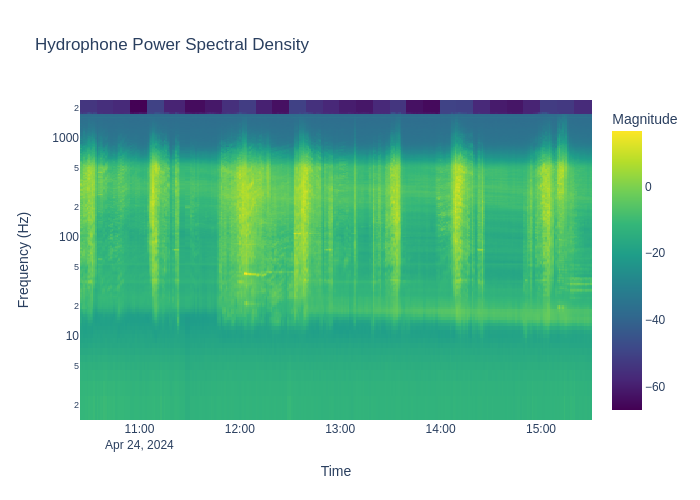 Hydrophone Power Spectral Density
Magnitude
2
1000
5
2
100
5
2
10
5
2
0
−20
−40
−60
Frequency (Hz)
11:00 12:00 13:00 14:00 15:00
Apr 24, 2024
Time